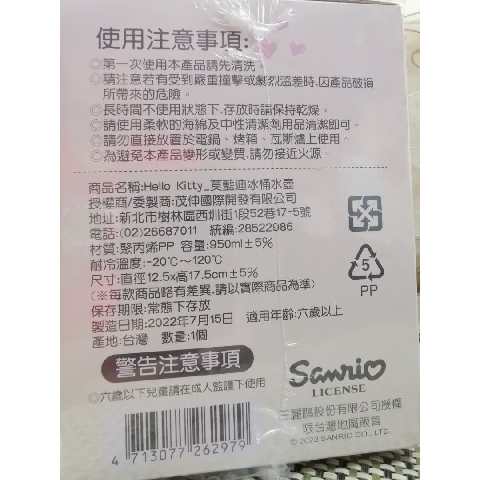 使用注意事項:
◎第一次使用本產品請先清洗。
◎請注意若有受到嚴重撞擊或劇烈溫差時,因產品破損
所帶來的危險。
◎長時間不使用狀態下,存放時請保持乾燥。
◎請使用柔軟的海綿及中性清潔劑用品清潔即可。
◎請勿直接放置於電鍋、烤箱、瓦斯爐上使用。
◎為避免本產品變形或變質,請勿接近火源。
商品名稱:Hello Kitty_莫藍迪冰桶水壺
授權商/委製商:茂仲國際開發有限公司
地址:新北市樹林區西圳街1段52巷17-5號
電話:(02)26687011 統編:28522986
材質:聚丙烯PP 容量:950ml±5%
耐冷溫度:-20℃~120℃
尺寸:直徑12.5x高17.5cm±5%
(※每款商品略有差異,請以實際商品為準)
保存期限:常態下存放
製造日期:2022年7月15日 適用年齡:六歲以上
產地:台灣 數量:1個
5
PP
警告注意事項
◎六歲以下兒童請在成人監護下使用
4 713077 262979
Sanrio
LICENSE
三麗鷗股份有限公司授權
限台灣地區販售
© 2022 SANRIO CO., LTD.